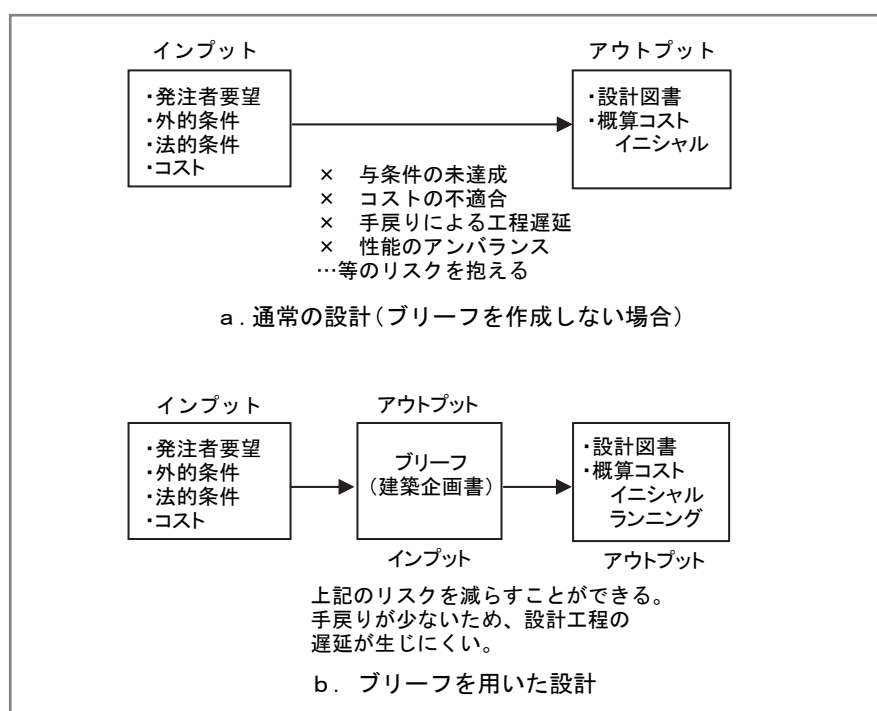 インプット
・発注者要望
・外的条件
・法的条件
・コスト
アウトプット
・設計図書
・概算コスト
イニシャル
× 与条件の未達成
× コストの不適合
× 手戻りによる工程遅延
× 性能のアンバランス
…等のリスクを抱える
a．通常の設計（ブリーフを作成しない場合）
インプット
・発注者要望
・外的条件
・法的条件
・コスト
アウトプット
ブリーフ
（建築企画書）
インプット
・設計図書
・概算コスト
イニシャル
ランニング
アウトプット
上記のリスクを減らすことができる。
手戻りが少ないため、設計工程の
遅延が生じにくい。
b．ブリーフを用いた設計